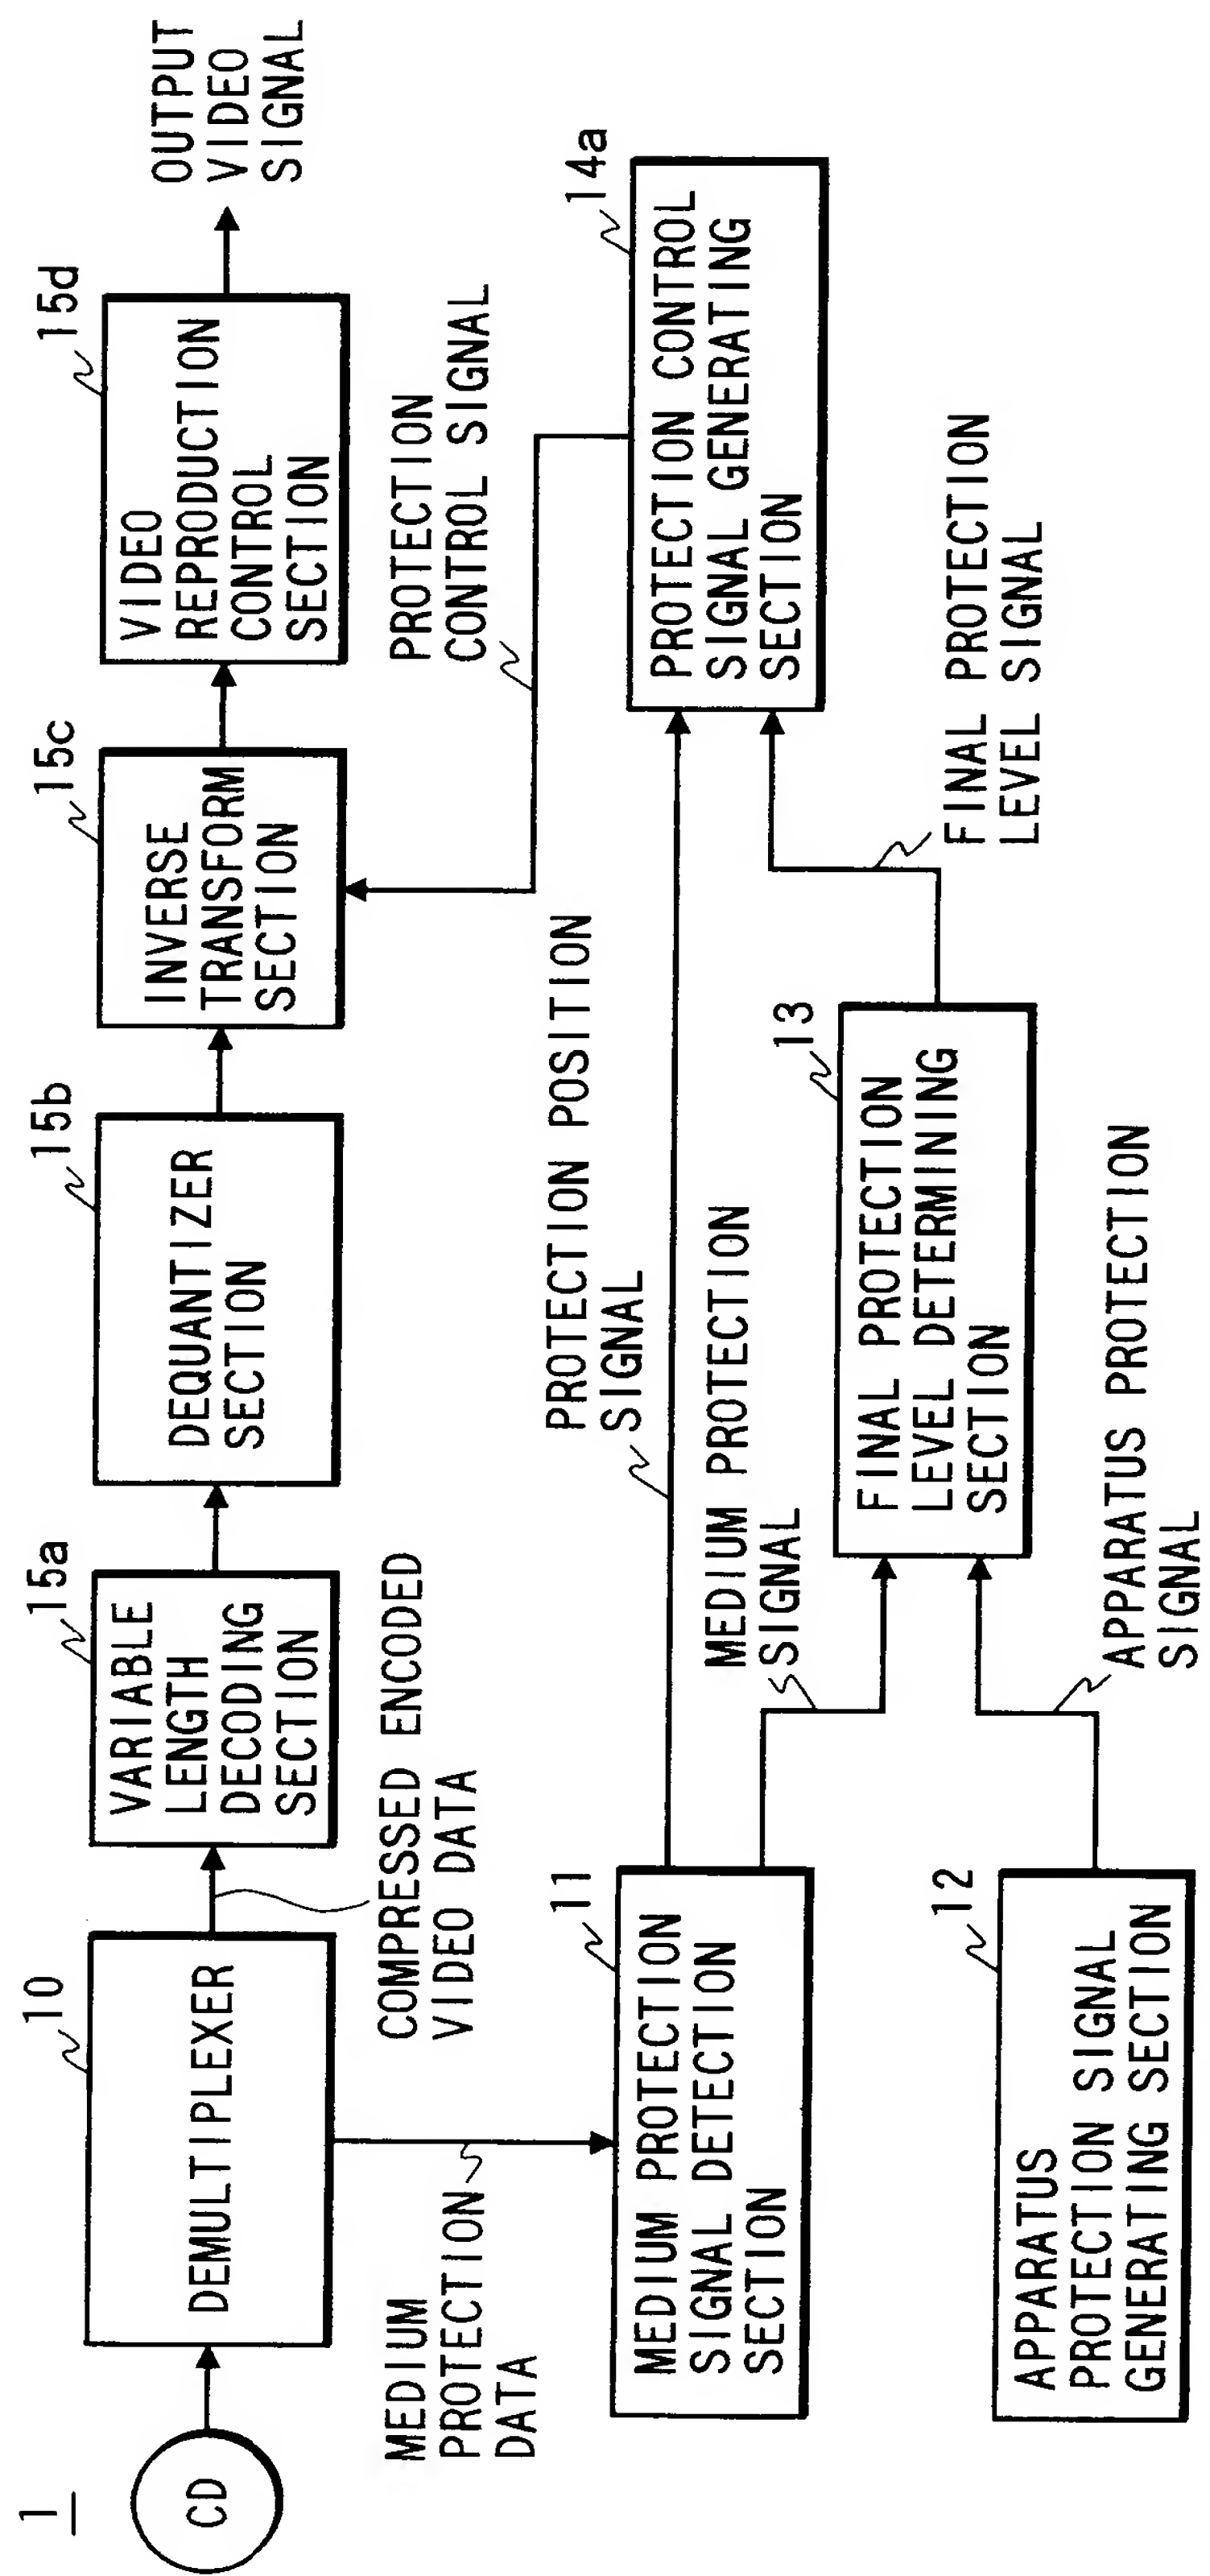 1
CD
10
DEMULTIPLEXER
COMPRESSED ENCODED
VIDEO DATA
MEDIUM
PROTECTION
DATA
15a
VARIABLE
LENGTH
DECODING
SECTION
15b
DEQUANTIZER
SECTION
15c
INVERSE
TRANSFORM
SECTION
15d
VIDEO
REPRODUCTION
CONTROL
SECTION
OUTPUT
VIDEO
SIGNAL
PROTECTION
CONTROL SIGNAL
11
MEDIUM PROTECTION
SIGNAL DETECTION
SECTION
PROTECTION POSITION
SIGNAL
MEDIUM PROTECTION
SIGNAL
12
APPARATUS
PROTECTION SIGNAL
GENERATING SECTION
APPARATUS PROTECTION
SIGNAL
13
FINAL PROTECTION
LEVEL DETERMINING
SECTION
FINAL PROTECTION
LEVEL SIGNAL
14a
PROTECTION CONTROL
SIGNAL GENERATING
SECTION